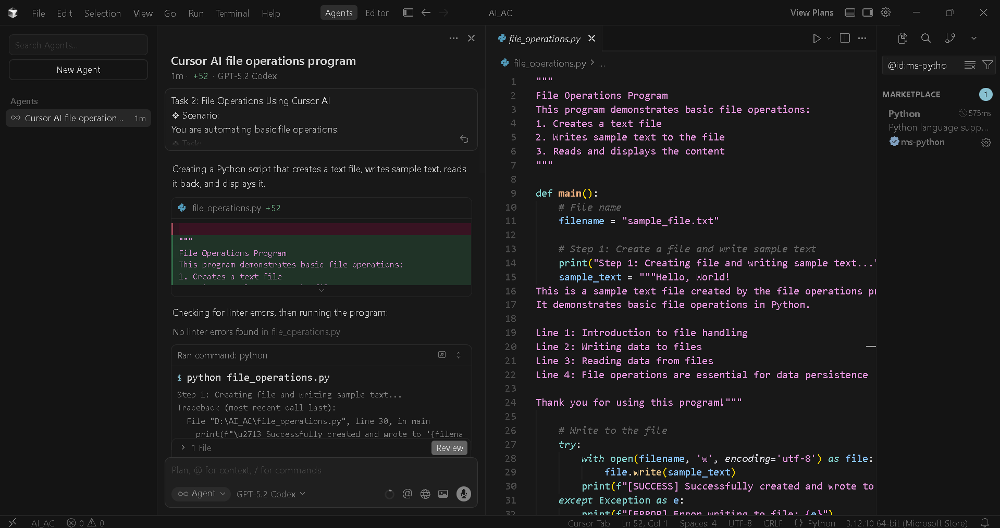 File Edit Selection View Go Run Terminal Help
Agents Editor
AI_AC
View Plans
Search Agents...
New Agent
Agents
Cursor AI file operation... 1m
Cursor AI file operations program
1m · +52 · GPT-5.2 Codex
Task 2: File Operations Using Cursor AI
❖ Scenario:
You are automating basic file operations.
❖ Task:
Creating a Python script that creates a text file, writes sample text, reads
it back, and displays it.
file_operations.py +52
"""
File Operations Program
This program demonstrates basic file operations:
1. Creates a text file
Checking for linter errors, then running the program:
No linter errors found in file_operations.py
Ran command: python
$ python file_operations.py
Step 1: Creating file and writing sample text...
Traceback (most recent call last):
File "D:\AI_AC\file_operations.py", line 30, in main
print(f"\u2713 Successfully created and wrote to '{filena
> 1 File
Review
Plan, @ for context, / for commands
Agent GPT-5.2 Codex
file_operations.py
file_operations.py > ...
1 """
2 File Operations Program
3 This program demonstrates basic file operations:
4 1. Creates a text file
5 2. Writes sample text to the file
6 3. Reads and displays the content
7 """
8
9 def main():
10 # File name
11 filename = "sample_file.txt"
12
13 # Step 1: Create a file and write sample text
14 print("Step 1: Creating file and writing sample text..."
15 sample_text = """Hello, World!
16 This is a sample text file created by the file operations pr
17 It demonstrates basic file operations in Python.
18
19 Line 1: Introduction to file handling
20 Line 2: Writing data to files
21 Line 3: Reading data from files
22 Line 4: File operations are essential for data persistence
23
24 Thank you for using this program!"""
25
26 # Write to the file
27 try:
28 with open(filename, 'w', encoding='utf-8') as file:
29 file.write(sample_text)
30 print(f"[SUCCESS] Successfully created and wrote to
31 except Exception as e:
32 print(f"[ERROR] Error writing to file: {e}")
@id:ms-pytho
MARKETPLACE 1
Python 575ms
Python language supp...
ms-python
AI_AC 0 0
Cursor Tab Ln 52, Col 1 Spaces: 4 UTF-8 CRLF {} Python 3.12.10 64-bit (Microsoft Store)